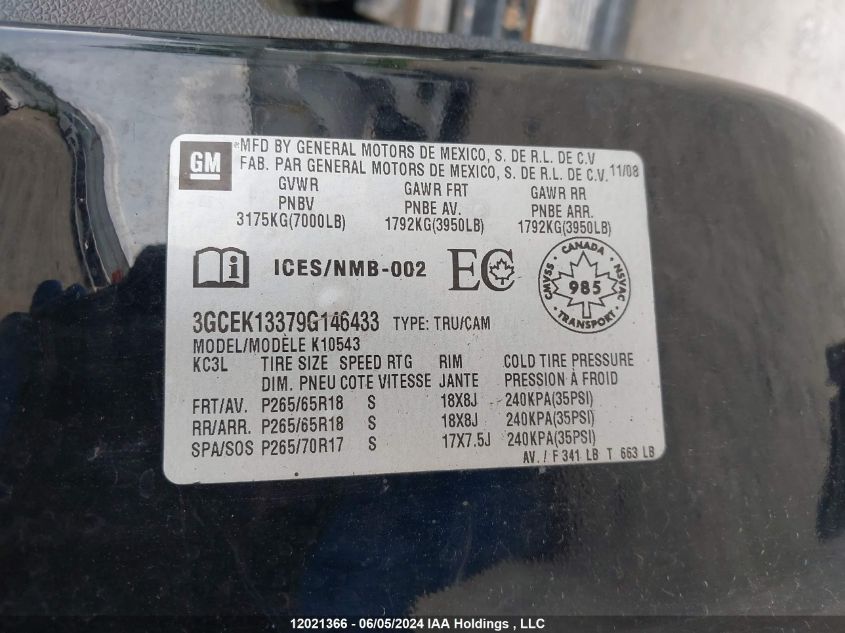 GM
MFD BY GENERAL MOTORS DE MEXICO, S. DE R.L. DE C.V
FAB. PAR GENERAL MOTORS DE MEXICO, S. DE R.L. DE C.V. 11/08
GVWR GAWR FRT GAWR RR
PNBV PNBE AV. PNBE ARR.
3175KG(7000LB) 1792KG(3950LB) 1792KG(3950LB)
i ICES/NMB-002 EC
CANADA
CMVSS 985 NSVAC
TRANSPORT
3GCEK13379G146433 TYPE: TRU/CAM
MODEL/MODÈLE K10543
KC3L TIRE SIZE SPEED RTG RIM COLD TIRE PRESSURE
DIM. PNEU COTE VITESSE JANTE PRESSION À FROID
FRT/AV. P265/65R18 S 18X8J 240KPA(35PSI)
RR/ARR. P265/65R18 S 18X8J 240KPA(35PSI)
SPA/SOS P265/70R17 S 17X7.5J 240KPA(35PSI)
AV. / F 341 LB T 663 LB
12021366 - 06/05/2024 IAA Holdings , LLC